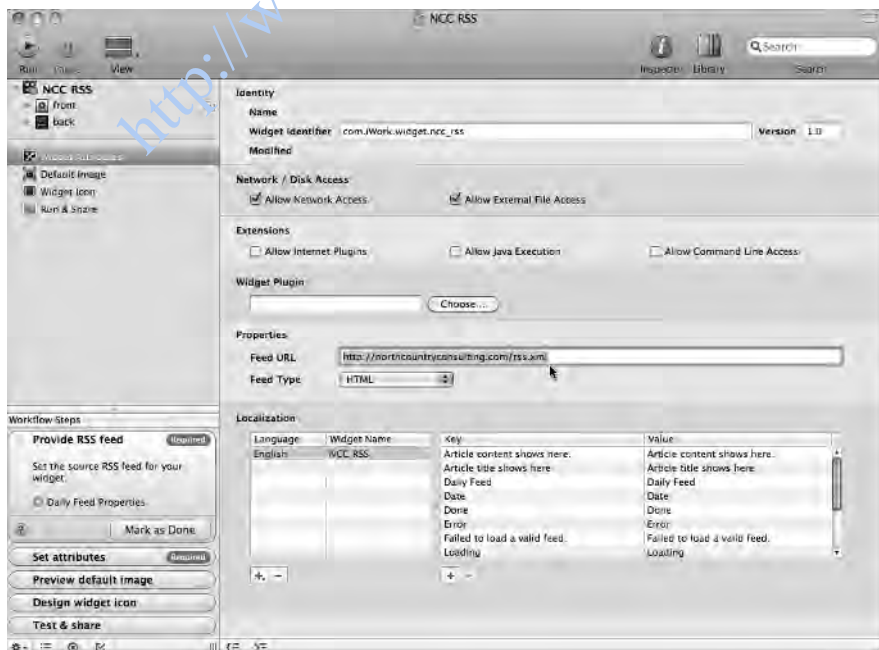 NCC RSS
http://w
Run
View
Inspector
Library
Search
Search
NCC RSS
front
back
Default Image
Widget Icon
Run & Share
Identity
Name
Widget Identifier com.iWork.widget.ncc_rss Version 1.0
Modified
Network / Disk Access
Allow Network Access Allow External File Access
Extensions
Allow Internet Plugins Allow Java Execution Allow Command Line Access
Widget Plugin
Choose...
Properties
Feed URL http://northcountryconsulting.com/rss.xml
Feed Type HTML
Localization
Language Widget Name Key Value
English NCC RSS Article content shows here. Article content shows here.
Article title shows here Article title shows here
Daily Feed Daily Feed
Date Date
Done Done
Error Error
Failed to load a valid feed. Failed to load a valid feed.
Loading Loading
Workflow Steps
Provide RSS feed Required
Set the source RSS feed for your
widget.
Daily Feed Properties
? Mark as Done
Set attributes Required
Preview default image
Design widget icon
Test & share